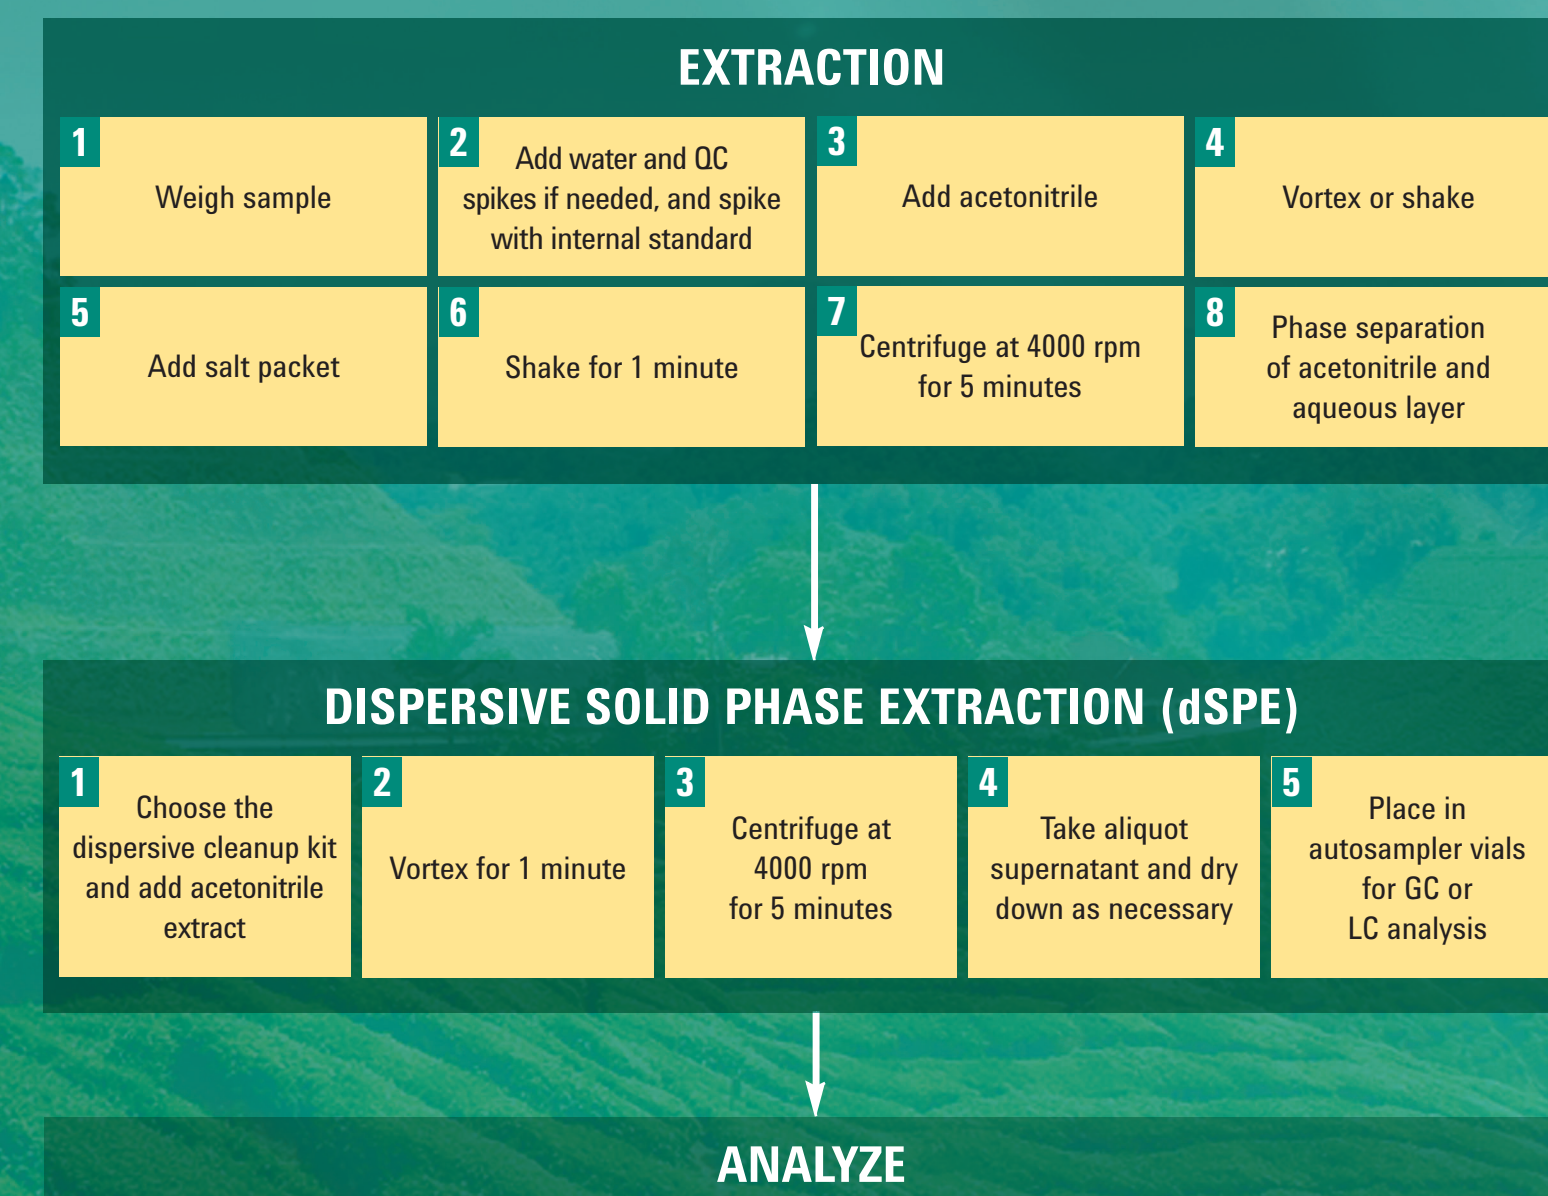 EXTRACTION
1
Weigh sample
2
Add water and QC
spikes if needed, and spike
with internal standard
3
Add acetonitrile
4
Vortex or shake
5
Add salt packet
6
Shake for 1 minute
7
Centrifuge at 4000 rpm
for 5 minutes
8
Phase separation
of acetonitrile and
aqueous layer
DISPERSIVE SOLID PHASE EXTRACTION (dSPE)
1
Choose the
dispersive cleanup kit
and add acetonitrile
extract
2
Vortex for 1 minute
3
Centrifuge at
4000 rpm
for 5 minutes
4
Take aliquot
supernatant and dry
down as necessary
5
Place in
autosampler vials
for GC or
LC analysis
ANALYZE